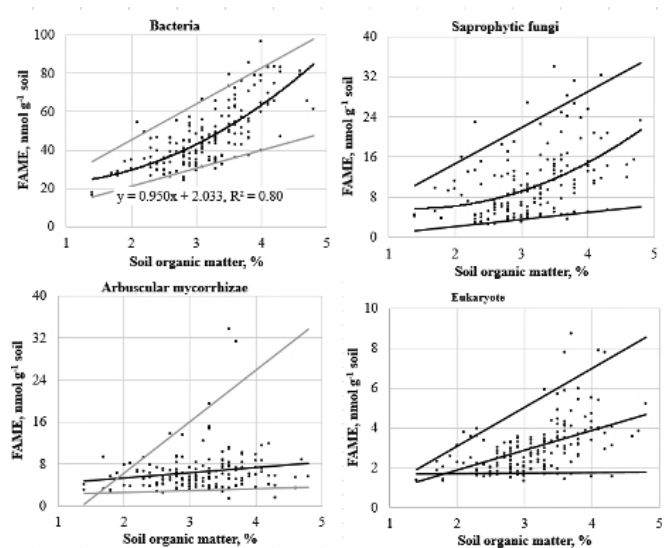 Bacteria
FAME, nmol g⁻¹ soil
100
80
60
40
20
0
y = 0.950x + 2.033, R² = 0.80
1 2 3 4 5
Soil organic matter, %
Saprophytic fungi
FAME, nmol g⁻¹ soil
40
32
24
16
8
0
1 2 3 4 5
Soil organic matter, %
Arbuscular mycorrhizae
FAME, nmol g⁻¹ soil
40
32
24
16
8
0
1 2 3 4 5
Soil organic matter, %
Eukaryote
FAME, nmol g⁻¹ soil
10
8
6
4
2
0
1 2 3 4 5
Soil organic matter, %